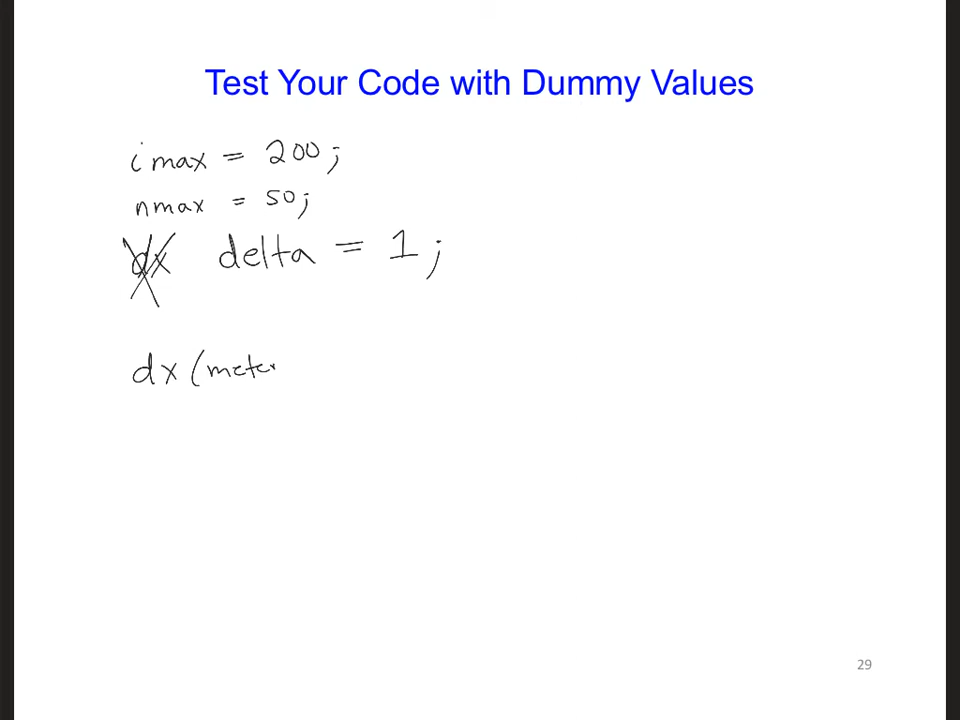 Test Your Code with Dummy Values
imax = 200;
nmax = 50;
dx delta = 1;
dx (meter
29